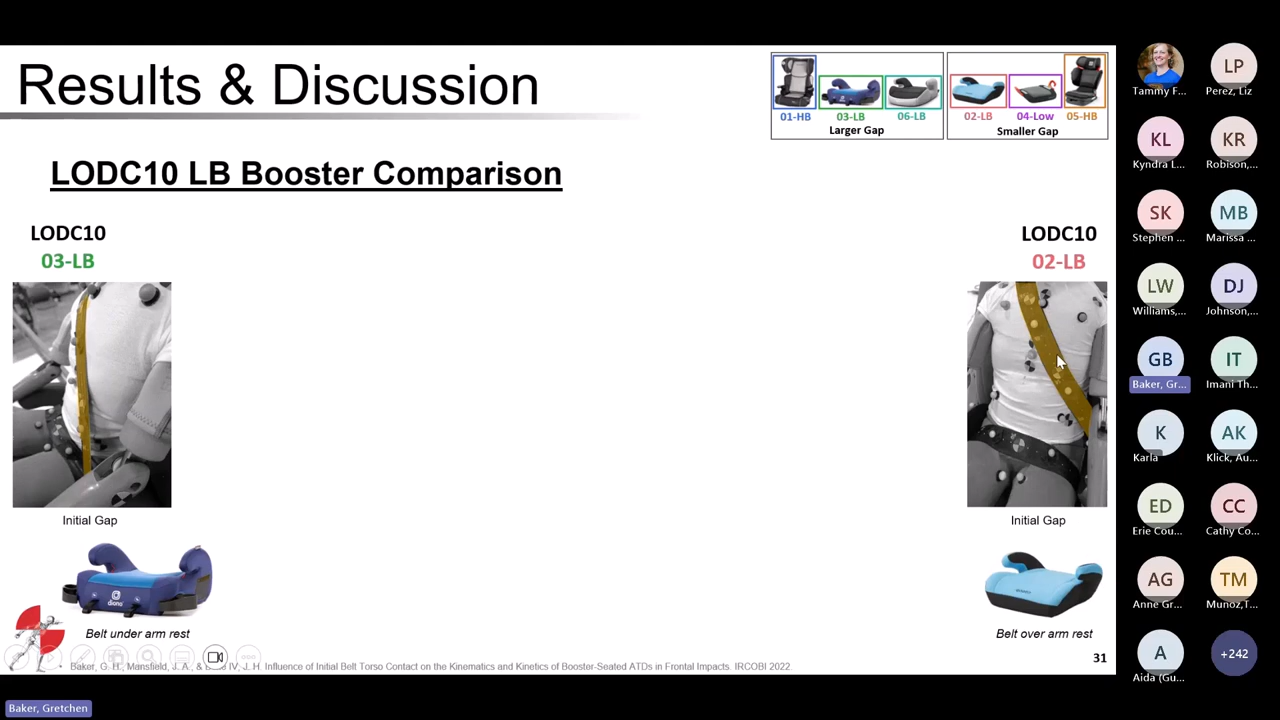 Results & Discussion
01-HB
03-LB
06-LB
Larger Gap
02-LB
04-Low
05-HB
Smaller Gap
LODC10 LB Booster Comparison
LODC10
03-LB
LODC10
02-LB
Initial Gap
Initial Gap
diono
Belt under arm rest
Belt over arm rest
Baker, G. H., Mansfield, J. A., & IV, J. H. Influence of Initial Belt Torso Contact on the Kinematics and Kinetics of Booster-Seated ATDs in Frontal Impacts. IRCOBI 2022.
31
Tammy F...
LP
Perez, Liz
KL
Kyndra L...
KR
Robison,...
SK
Stephen ...
MB
Marissa ...
LW
Williams,...
DJ
Johnson,...
GB
Baker, Gr...
IT
Imani Th...
K
Karla
AK
Klick, Au...
ED
Erie Cou...
CC
Cathy Co...
AG
Anne Gr...
TM
Munoz,T...
A
Aida (Gu...
+242
Baker, Gretchen